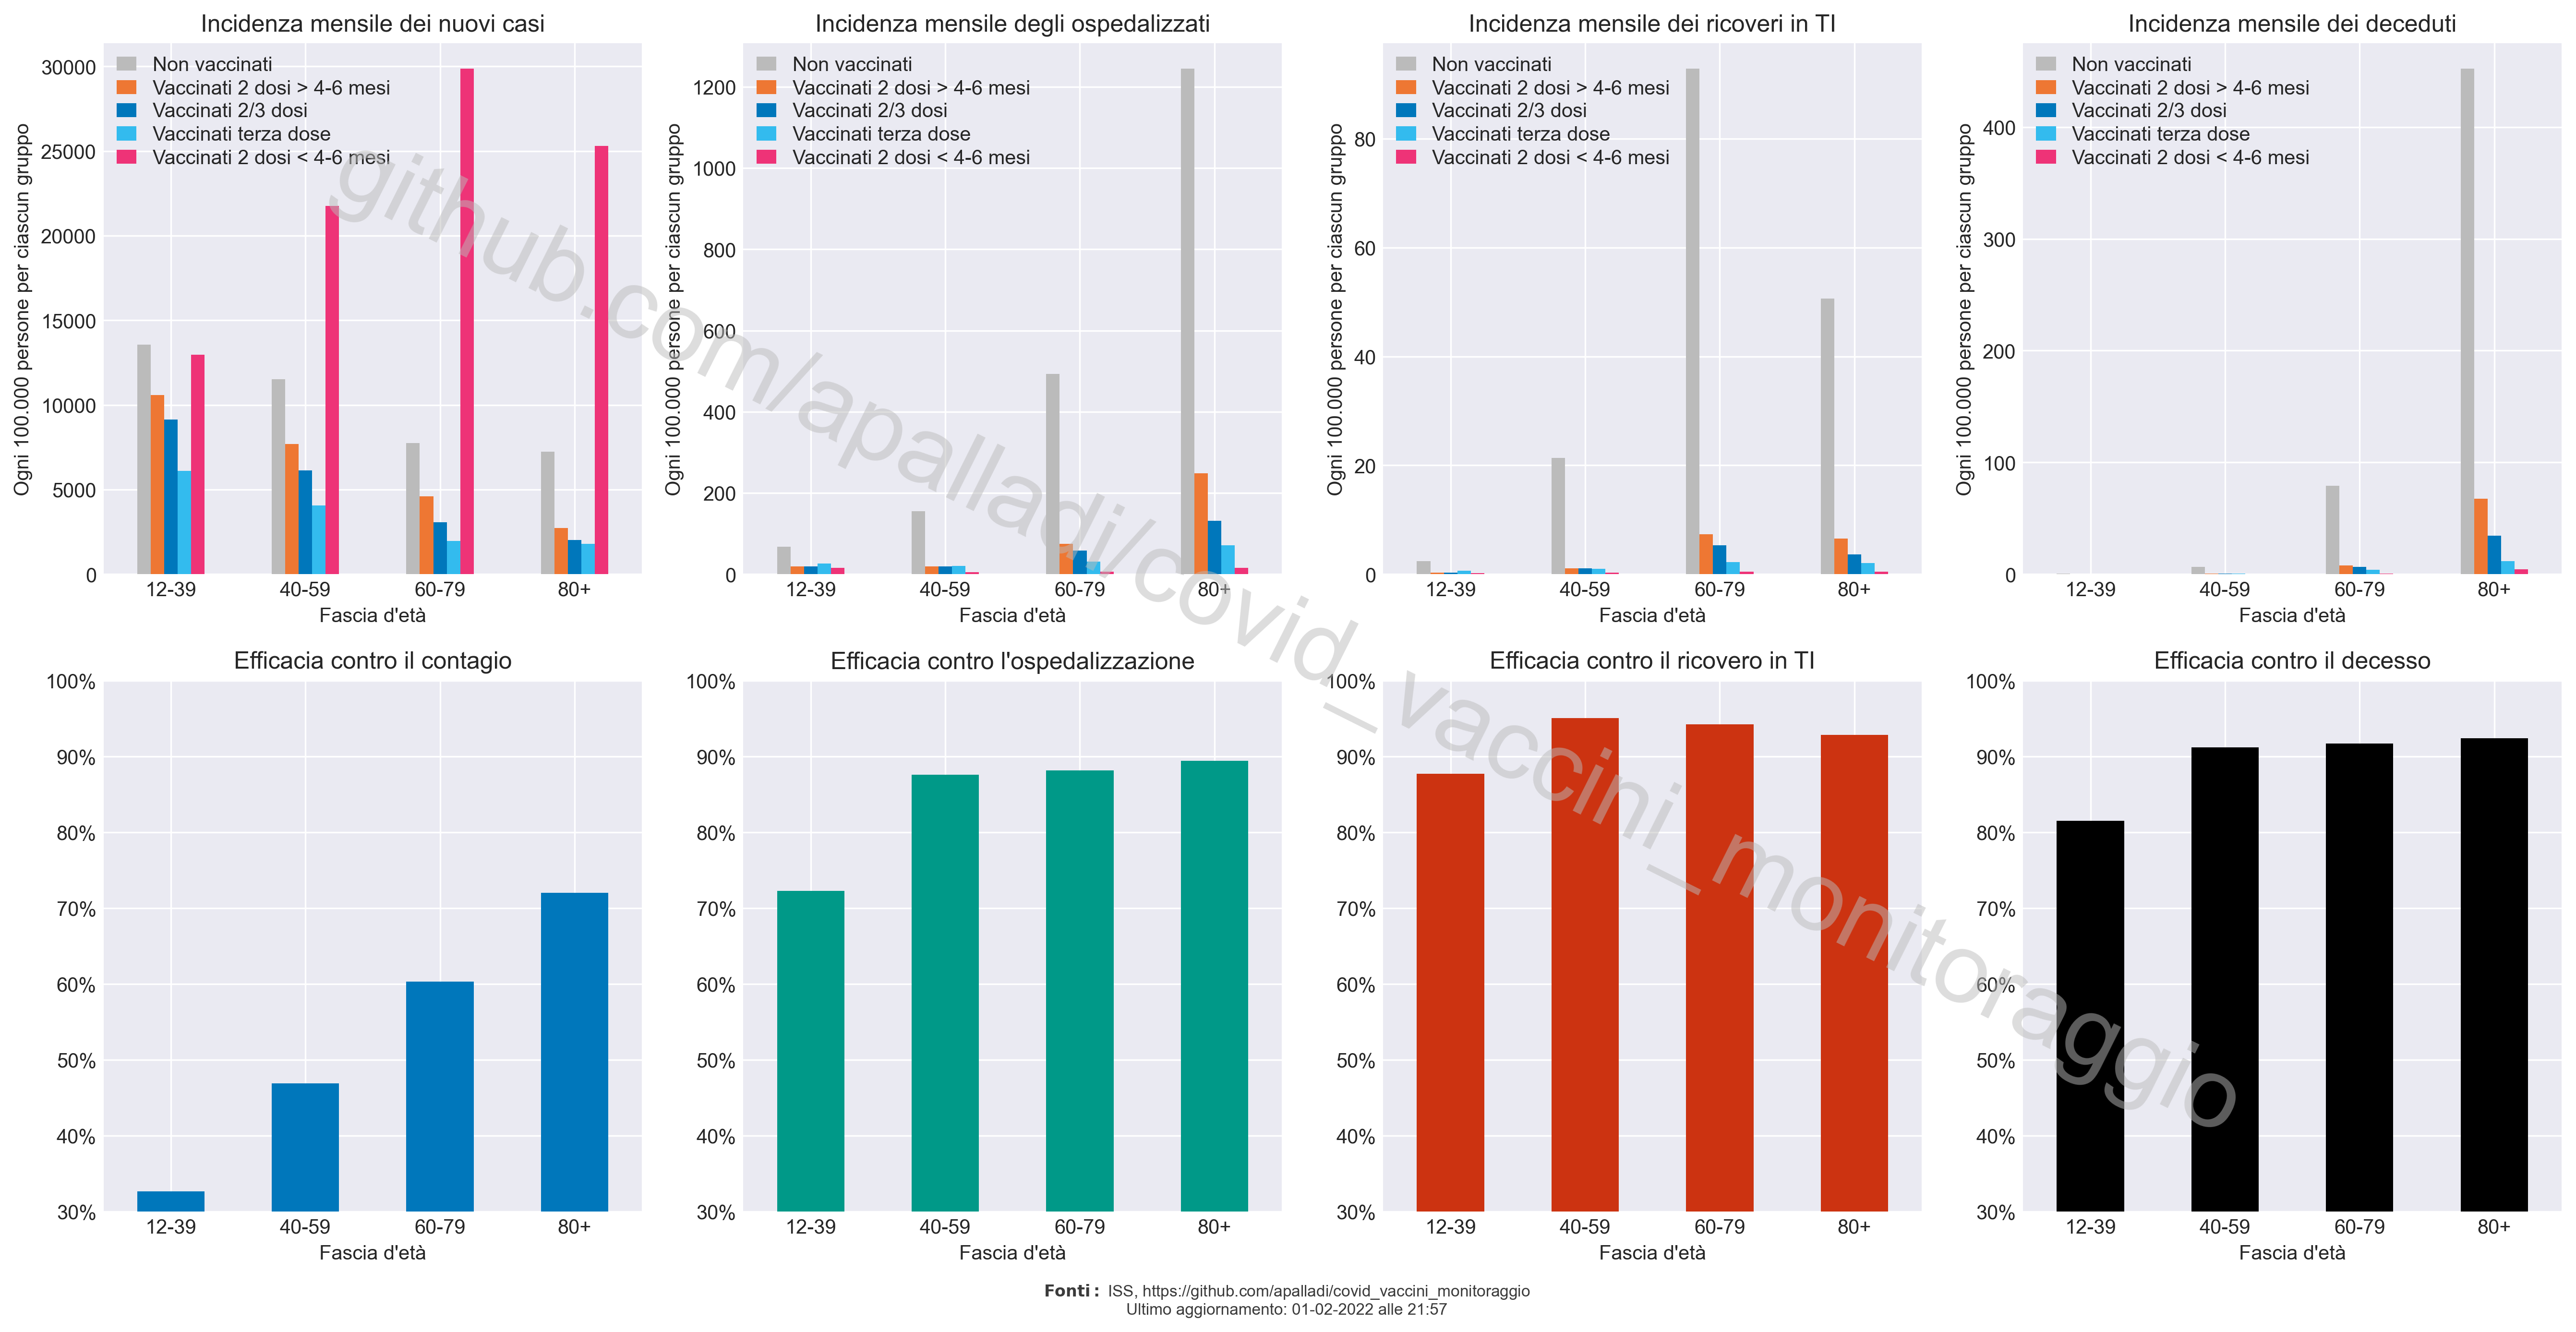 Incidenza mensile dei nuovi casi
Ogni 100.000 persone per ciascun gruppo
30000
25000
20000
15000
10000
5000
0
Non vaccinati
Vaccinati 2 dosi > 4-6 mesi
Vaccinati 2/3 dosi
Vaccinati terza dose
Vaccinati 2 dosi < 4-6 mesi
12-39 40-59 60-79 80+
Fascia d'età
Incidenza mensile degli ospedalizzati
Ogni 100.000 persone per ciascun gruppo
1200
1000
800
600
400
200
0
Non vaccinati
Vaccinati 2 dosi > 4-6 mesi
Vaccinati 2/3 dosi
Vaccinati terza dose
Vaccinati 2 dosi < 4-6 mesi
12-39 40-59 60-79 80+
Fascia d'età
Incidenza mensile dei ricoveri in TI
Ogni 100.000 persone per ciascun gruppo
80
60
40
20
0
Non vaccinati
Vaccinati 2 dosi > 4-6 mesi
Vaccinati 2/3 dosi
Vaccinati terza dose
Vaccinati 2 dosi < 4-6 mesi
12-39 40-59 60-79 80+
Fascia d'età
Incidenza mensile dei deceduti
Ogni 100.000 persone per ciascun gruppo
400
300
200
100
0
Non vaccinati
Vaccinati 2 dosi > 4-6 mesi
Vaccinati 2/3 dosi
Vaccinati terza dose
Vaccinati 2 dosi < 4-6 mesi
12-39 40-59 60-79 80+
Fascia d'età
github.com/apalladi/covid_vaccini_monitoraggio
Efficacia contro il contagio
100%
90%
80%
70%
60%
50%
40%
30%
12-39 40-59 60-79 80+
Fascia d'età
Efficacia contro l'ospedalizzazione
100%
90%
80%
70%
60%
50%
40%
30%
12-39 40-59 60-79 80+
Fascia d'età
Efficacia contro il ricovero in TI
100%
90%
80%
70%
60%
50%
40%
30%
12-39 40-59 60-79 80+
Fascia d'età
Efficacia contro il decesso
100%
90%
80%
70%
60%
50%
40%
30%
12-39 40-59 60-79 80+
Fascia d'età
Fonti: ISS, https://github.com/apalladi/covid_vaccini_monitoraggio
Ultimo aggiornamento: 01-02-2022 alle 21:57